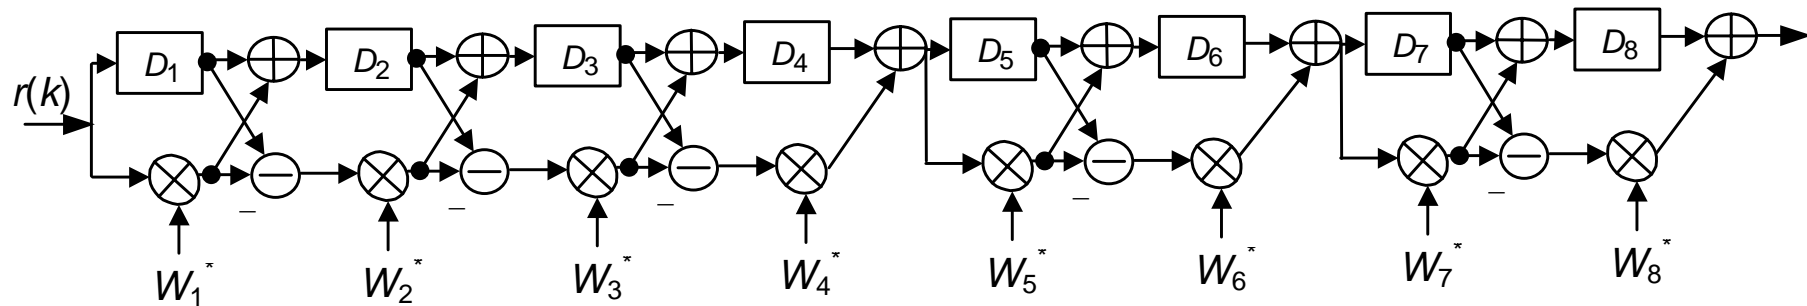 D₁ D₂ D₃ D₄ D₅ D₆ D₇ D₈
r(k)
− − − − −
W₁* W₂* W₃* W₄* W₅* W₆* W₇* W₈*